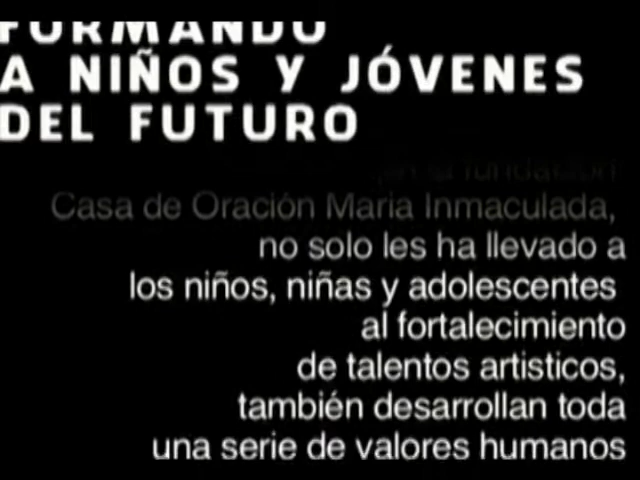 FORMANDO
A NIÑOS Y JÓVENES
DEL FUTURO
Casa de Oración Maria Inmaculada,
no solo les ha llevado a
los niños, niñas y adolescentes
al fortalecimiento
de talentos artisticos,
también desarrollan toda
una serie de valores humanos